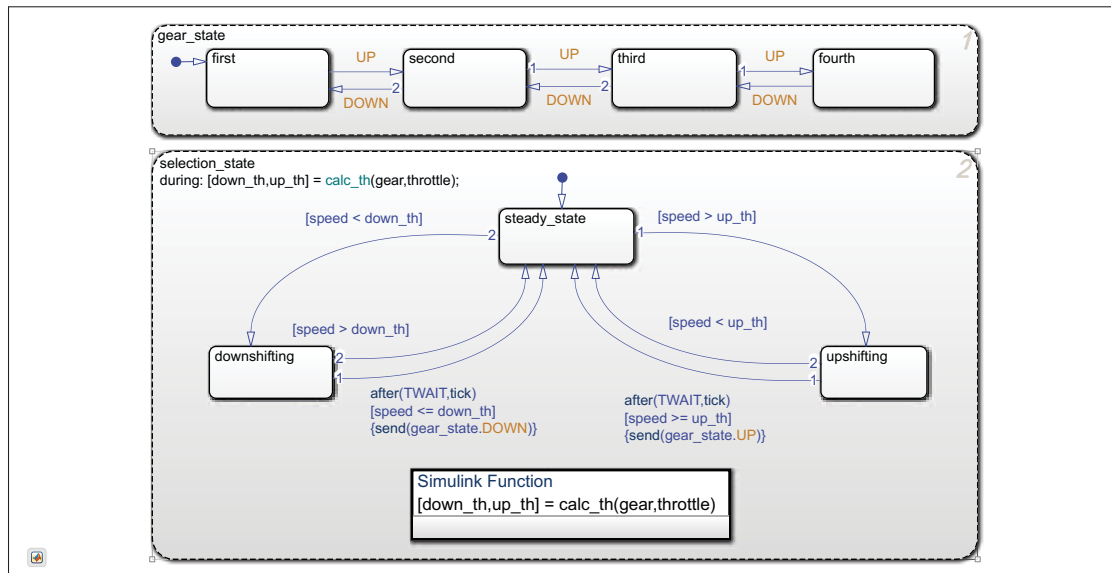 gear_state
1
first
UP
second
UP
third
UP
fourth
2
DOWN
1
2
DOWN
1
DOWN
selection_state
2
during: [down_th,up_th] = calc_th(gear,throttle);
[speed < down_th]
2
steady_state
1
[speed > up_th]
[speed > down_th]
[speed < up_th]
downshifting
2
1
2
1
upshifting
after(TWAIT,tick)
[speed <= down_th]
{send(gear_state.DOWN)}
after(TWAIT,tick)
[speed >= up_th]
{send(gear_state.UP)}
Simulink Function
[down_th,up_th] = calc_th(gear,throttle)